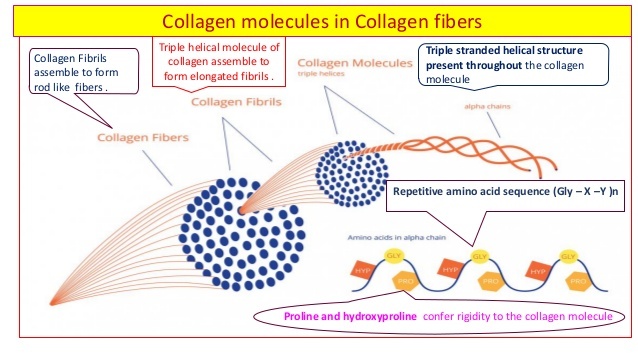 Collagen molecules in Collagen fibers
Collagen Fibrils
assemble to form
rod like fibers .
Triple helical molecule of
collagen assemble to
form elongated fibrils .
Collagen Molecules
triple helices
Triple stranded helical structure
present throughout the collagen
molecule
Collagen Fibrils
alpha chains
Collagen Fibers
Repetitive amino acid sequence (Gly – X –Y )n
Amino acids in alpha chain
HYP
GLY
PRO
HYP
GLY
PRO
HYP
GLY
PRO
Proline and hydroxyproline confer rigidity to the collagen molecule